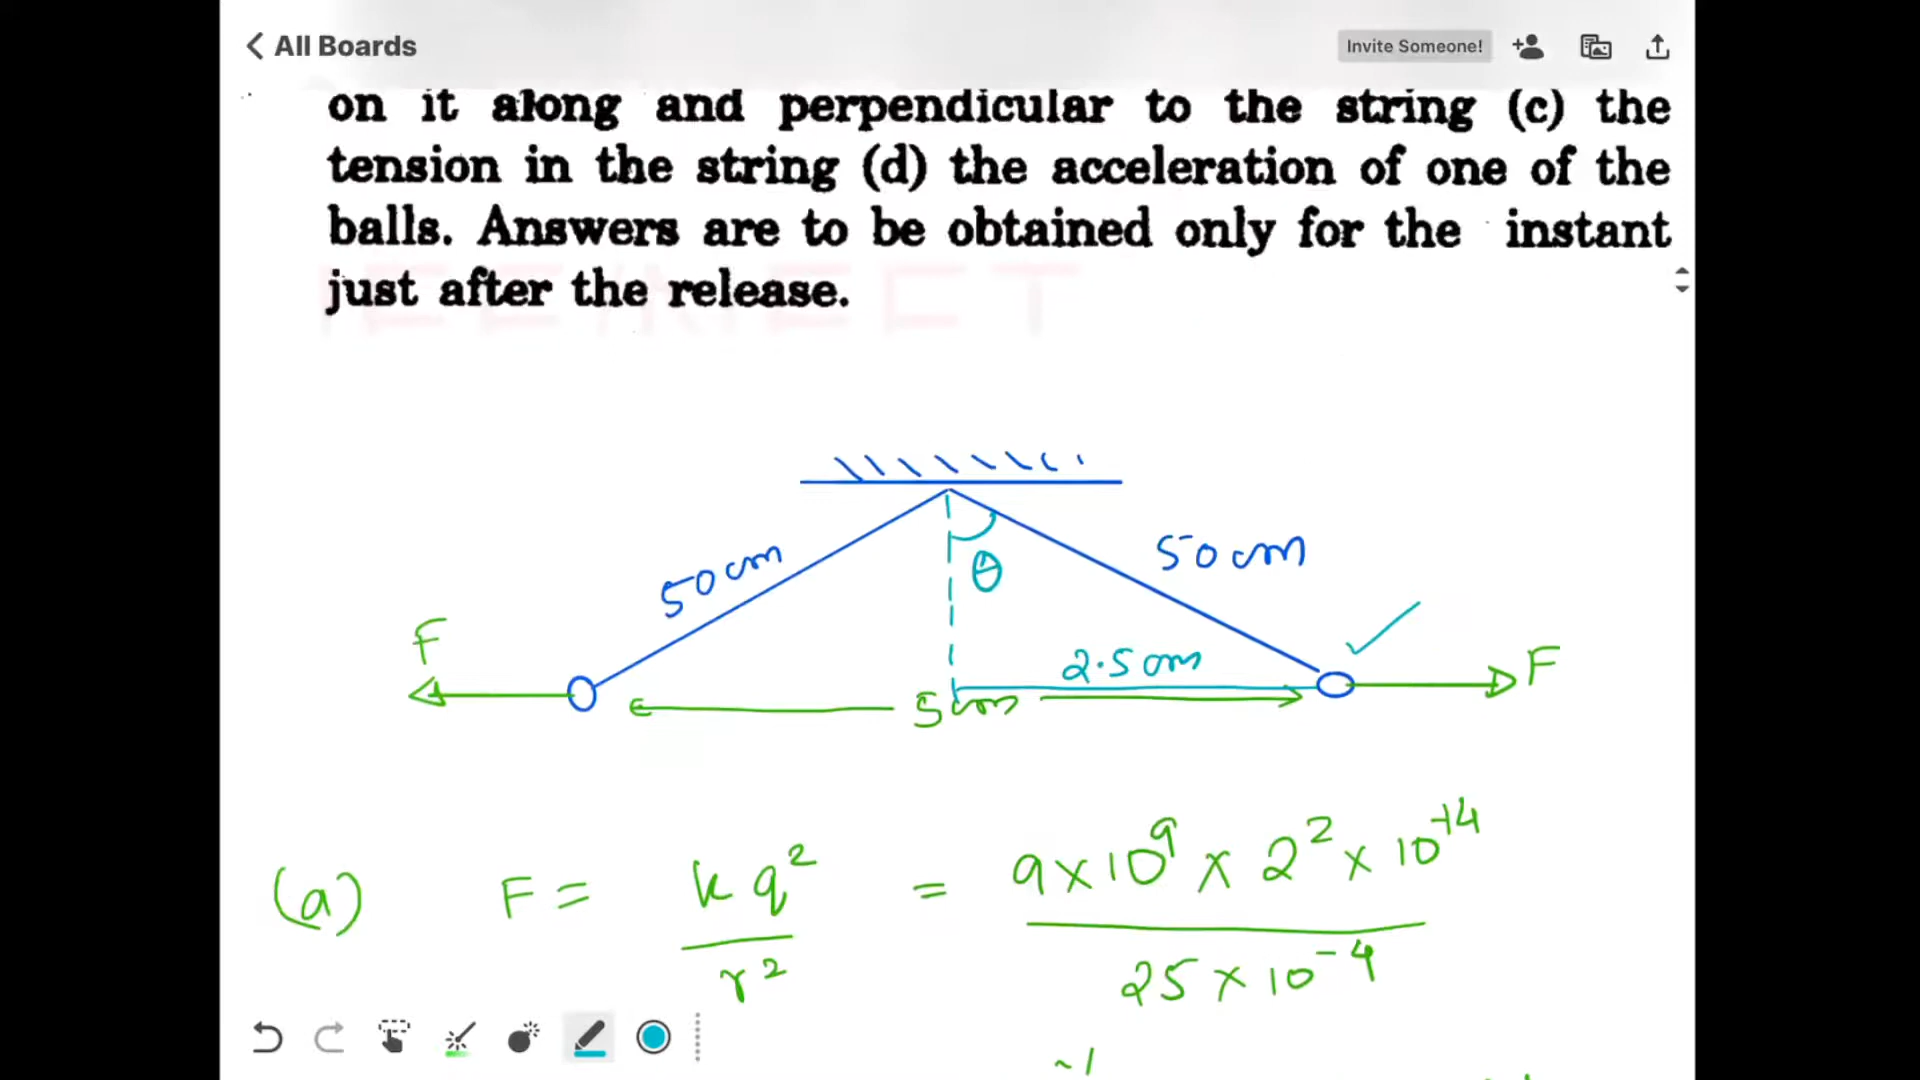 All Boards
Invite Someone!
on it along and perpendicular to the string (c) the
tension in the string (d) the acceleration of one of the
balls. Answers are to be obtained only for the instant
just after the release.
50 cm
50 cm
θ
F
2.5 cm
F
5 cm
(a) F = kq²/r² = 9×10⁹ × 2² × 10⁻¹⁴ / 25 × 10⁻⁴